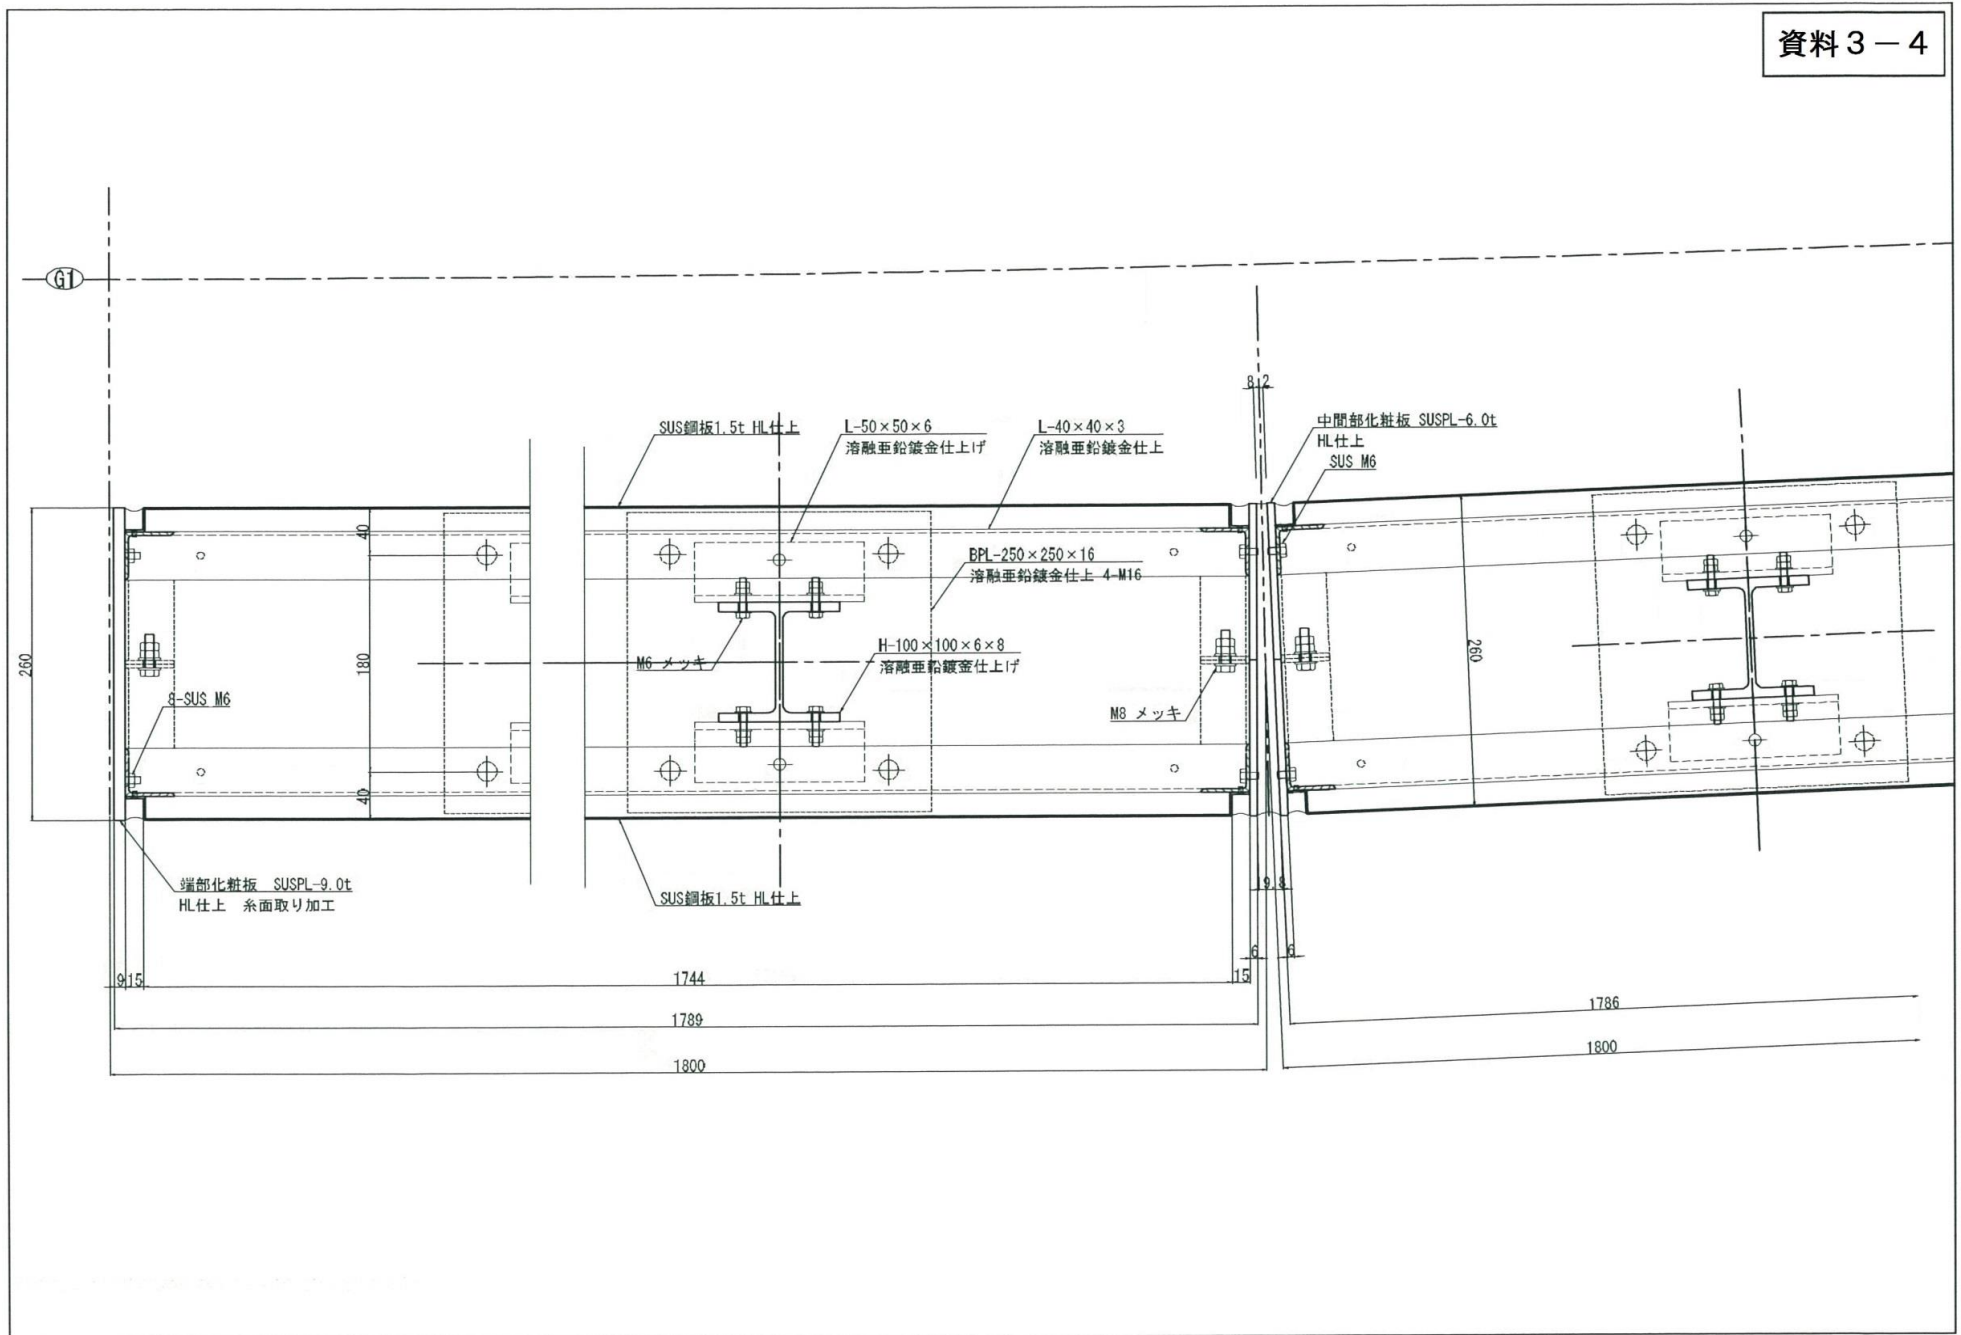 資料３－４
G1
8 2
SUS鋼板1.5t HL仕上
L-50×50×6
溶融亜鉛鍍金仕上げ
L-40×40×3
溶融亜鉛鍍金仕上
中間部化粧板 SUSPL-6.0t
HL仕上
SUS M6
40
BPL-250×250×16
溶融亜鉛鍍金仕上 4-M16
260
180
M6 メッキ
H-100×100×6×8
溶融亜鉛鍍金仕上げ
260
8-SUS M6
M8 メッキ
40
端部化粧板 SUSPL-9.0t
HL仕上 糸面取り加工
SUS鋼板1.5t HL仕上
19.8
6
6
9
15
1744
15
1789
1786
1800
1800